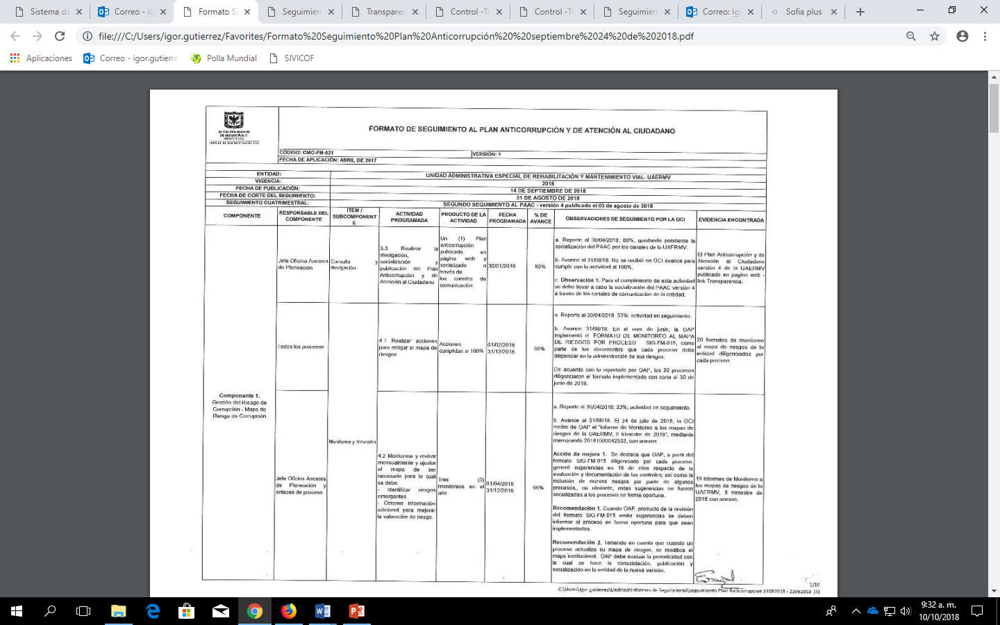 Sistema de
Correo - ig
Formato S
Seguimien
Transparen
Control -Tr
Control -Tr
Seguimien
Correo: Igo
Sofia plus
file:///C:/Users/igor.gutierrez/Favorites/Formato%20Seguimiento%20Plan%20Anticorrupción%20%20septiembre%2024%20de%202018.pdf
Aplicaciones
Correo - igor.gutierre
Polla Mundial
SIVICOF
ALCALDÍA MAYOR
DE BOGOTÁ D.C.
MOVILIDAD
FORMATO DE SEGUIMIENTO AL PLAN ANTICORRUPCIÓN Y DE ATENCIÓN AL CIUDADANO
CÓDIGO: CMG-FM-021
VERSIÓN: 1
FECHA DE APLICACIÓN: ABRIL DE 2017
ENTIDAD:
UNIDAD ADMINISTRATIVA ESPECIAL DE REHABILITACIÓN Y MANTENIMIENTO VIAL- UAERMV
VIGENCIA:
2018
FECHA DE PUBLICACIÓN:
14 DE SEPTIEMBRE DE 2018
FECHA DE CORTE DEL SEGUIMIENTO:
31 DE AGOSTO DE 2018
SEGUIMIENTO CUATRIMESTRAL:
SEGUNDO SEGUIMIENTO AL PAAC - versión 4 publicado el 03 de agosto de 2018
COMPONENTE
RESPONSABLE DEL
COMPONENTE
ITEM /
SUBCOMPONENT
E
ACTIVIDAD
PROGRAMADA
PRODUCTO DE LA
ACTIVIDAD
FECHA
PROGRAMADA
% DE
AVANCE
OBSERVACIONES DE SEGUIMIENTO POR LA OCI
EVIDENCIA ENCONTRADA
Componente 1.
Gestión del Riesgo de
Corrupción - Mapa de
Riesgo de Corrupción
Jefe Oficina Asesora
de Planeación
Consulta y
divulgación
3.3 Realizar la
divulgación,
socialización y
publicación del Plan
Anticorrupción y de
Atención al Ciudadano
Un (1) Plan
anticorrupción
publicado en
página web y
socializado a
través de
los canales de
comunicación
30/01/2018
80%
a. Reporte al 30/04/2018: 80%, quedando pendiente la
socialización del PAAC por los canales de la UAERMV.
b. Avance al 31/08/18. No se recibió en OCI avance para
cumplir con la actividad al 100%.
c. Observación 1. Para el cumplimiento de esta actividad
se debe llevar a cabo la socialización del PAAC versión 4
a través de los canales de comunicación de la entidad.
El Plan Anticorrupción y de
Atención al Ciudadano
versión 4 de la UAERMV
publicado en pagina web -
link Transparencia.
Todos los procesos
Monitoreo y Revisión
4.1 Realizar acciones
para mitigar el mapa de
riesgos
Acciones
cumplidas al 100%
01/02/2018
31/12/2018
66%
a. Reporte al 30/04/2018: 33%; actividad en seguimiento.
b. Avance 31/08/18. En el mes de junio, la OAP
implementó el FORMATO DE MONITOREO AL MAPA
DE RIESGOS POR PROCESO SIG-FM-015, como
parte de los documentos que cada proceso debe
diligenciar en la administración de sus riesgos.
De acuerdo con lo reportado por OAP, los 20 procesos
diligenciaron el formato implementado con corte al 30 de
junio de 2018.
20 formatos de monitoreo
al mapa de riesgos de la
entidad diligenciados por
cada proceso.
Jefe Oficina Asesora
de Planeación y
enlaces de proceso
4.2 Monitorear y revisar
mensualmente y ajustar
el mapa de ser
necesario para lo cual
se debe:
- Identificar riesgos
emergentes
- Obtener información
adicional para mejorar
la valoración de riesgo.
Tres (3)
monitoreos en el
año
01/04/2018
31/12/2018
66%
a. Reporte al 30/04/2018: 33%; actividad en seguimiento.
b. Avance al 31/08/18. El 24 de julio de 2018, la OCI
recibe de OAP el "Informe de Monitoreo a los mapas de
riesgos de la UAERMV, II trimestre de 2018", mediante
memorando 20181500042533, con anexos.
Acción de mejora 1. Se destaca que OAP, a partir del
formato SIG-FM 015 diligenciado por cada proceso,
generó sugerencias en 16 de ellos respecto de la
evaluación y documentación de los controles; así como la
inclusión de nuevos riesgos por parte de algunos
procesos,; no obstante, estas sugerencias no fueron
socializadas a los procesos en forma oportuna.
Recomendación 1. Cuando OAP, producto de la revisión
del formato SIG-FM 015 emita sugerencias se deben
informar al proceso en forma oportuna para que sean
implementadas.
Recomendación 2. Teniendo en cuenta que cuando un
proceso actualiza su mapa de riesgos, se modifica el
mapa institucional, OAP debe evaluar la periodicidad con
la cual se hace la consolidación, publicación y
socialización en la entidad de la nueva versión.
19 Informes de Monitoreo a
los mapas de riesgos de la
UAERMV, II trimestre de
2018 con anexos.
1/10
C:\Users\igor.gutierrez\Desktop\Informes de Seguimiento\Seguimiento Plan Anticorrupcion 31082018 - 22092018 (1)
9:32 a. m.
10/10/2018